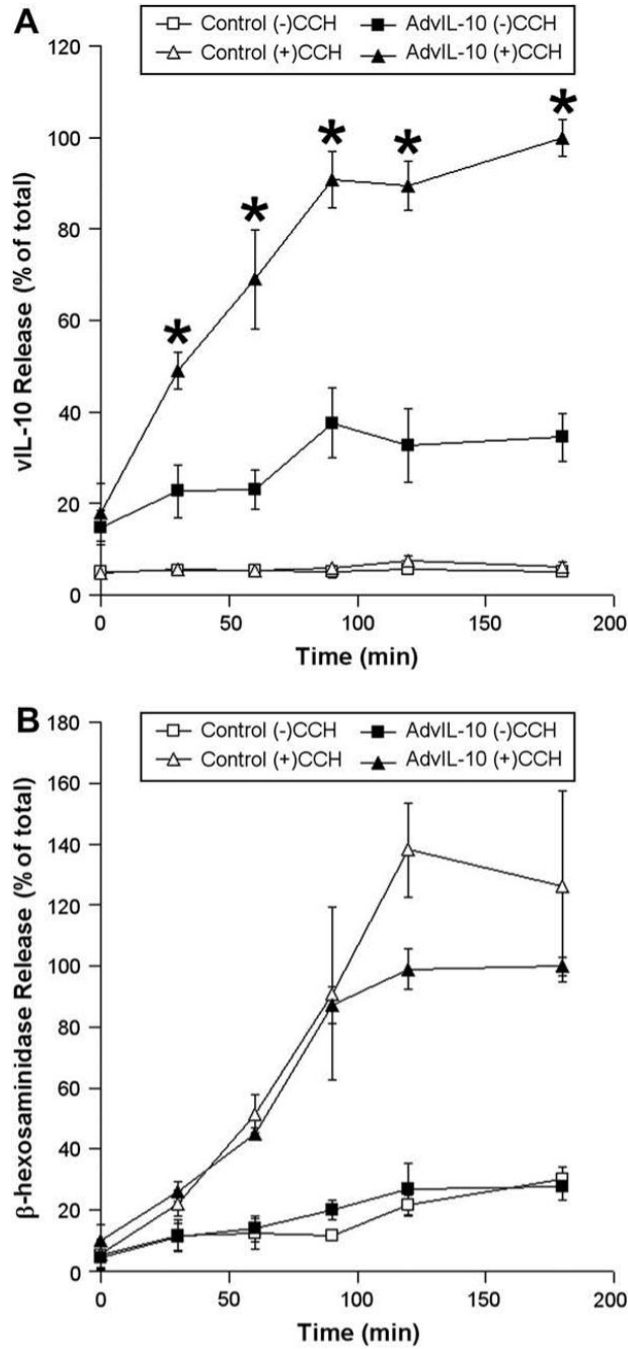 A
Control (-)CCH AdvIL-10 (-)CCH
Control (+)CCH AdvIL-10 (+)CCH
120
100
80
60
40
20
0
vIL-10 Release (% of total)
* * * * *
0 50 100 150 200
Time (min)
B
Control (-)CCH AdvIL-10 (-)CCH
Control (+)CCH AdvIL-10 (+)CCH
180
160
140
120
100
80
60
40
20
0
β-hexosaminidase Release (% of total)
0 50 100 150 200
Time (min)